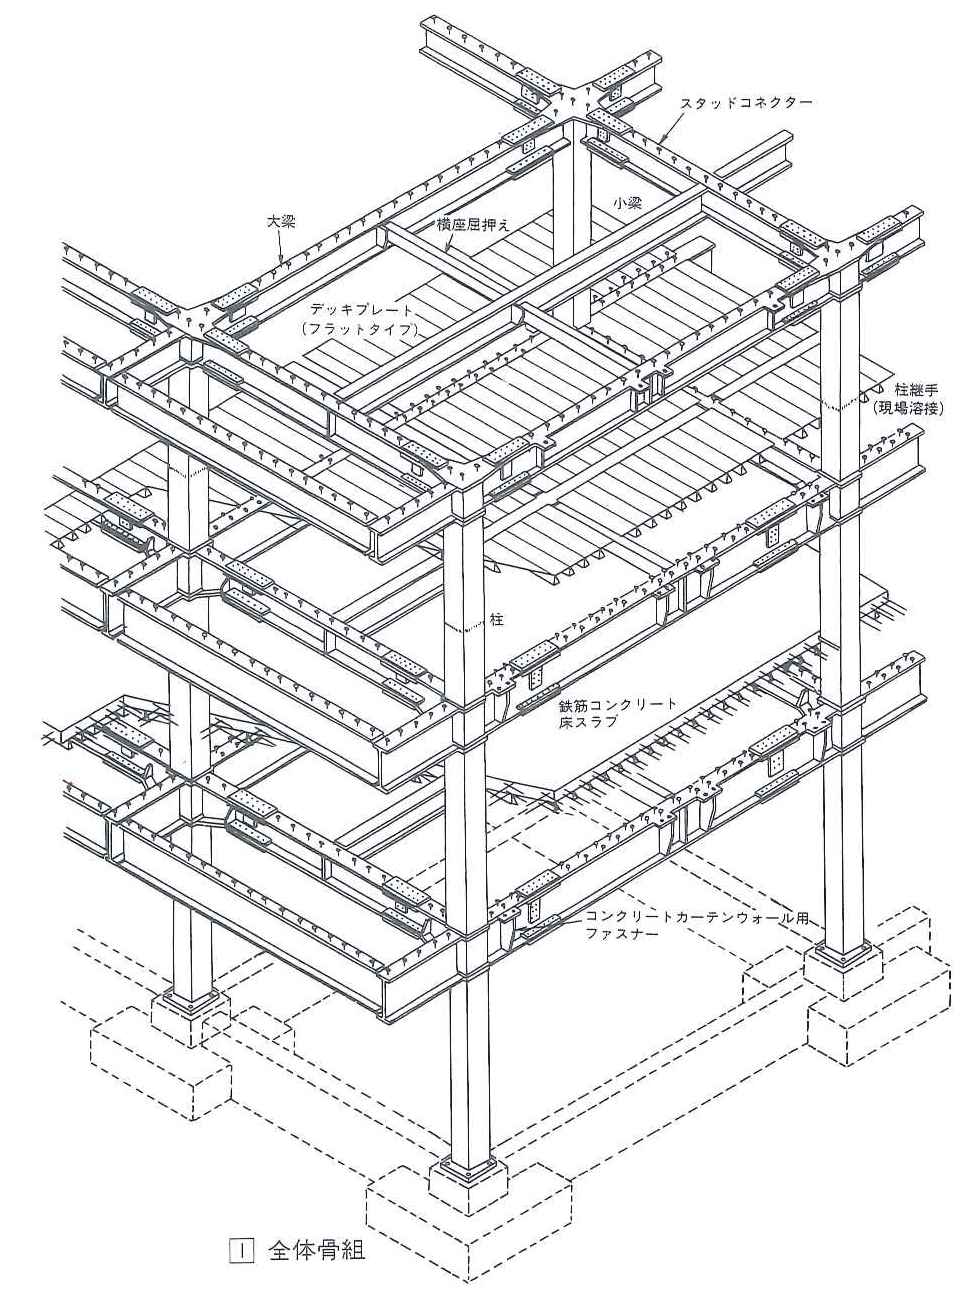 スタッドコネクター
小梁
大梁
横座屈押え
デッキプレート
(フラットタイプ)
柱継手
(現場溶接)
柱
鉄筋コンクリート
床スラブ
コンクリートカーテンウォール用
ファスナー
1 全体骨組